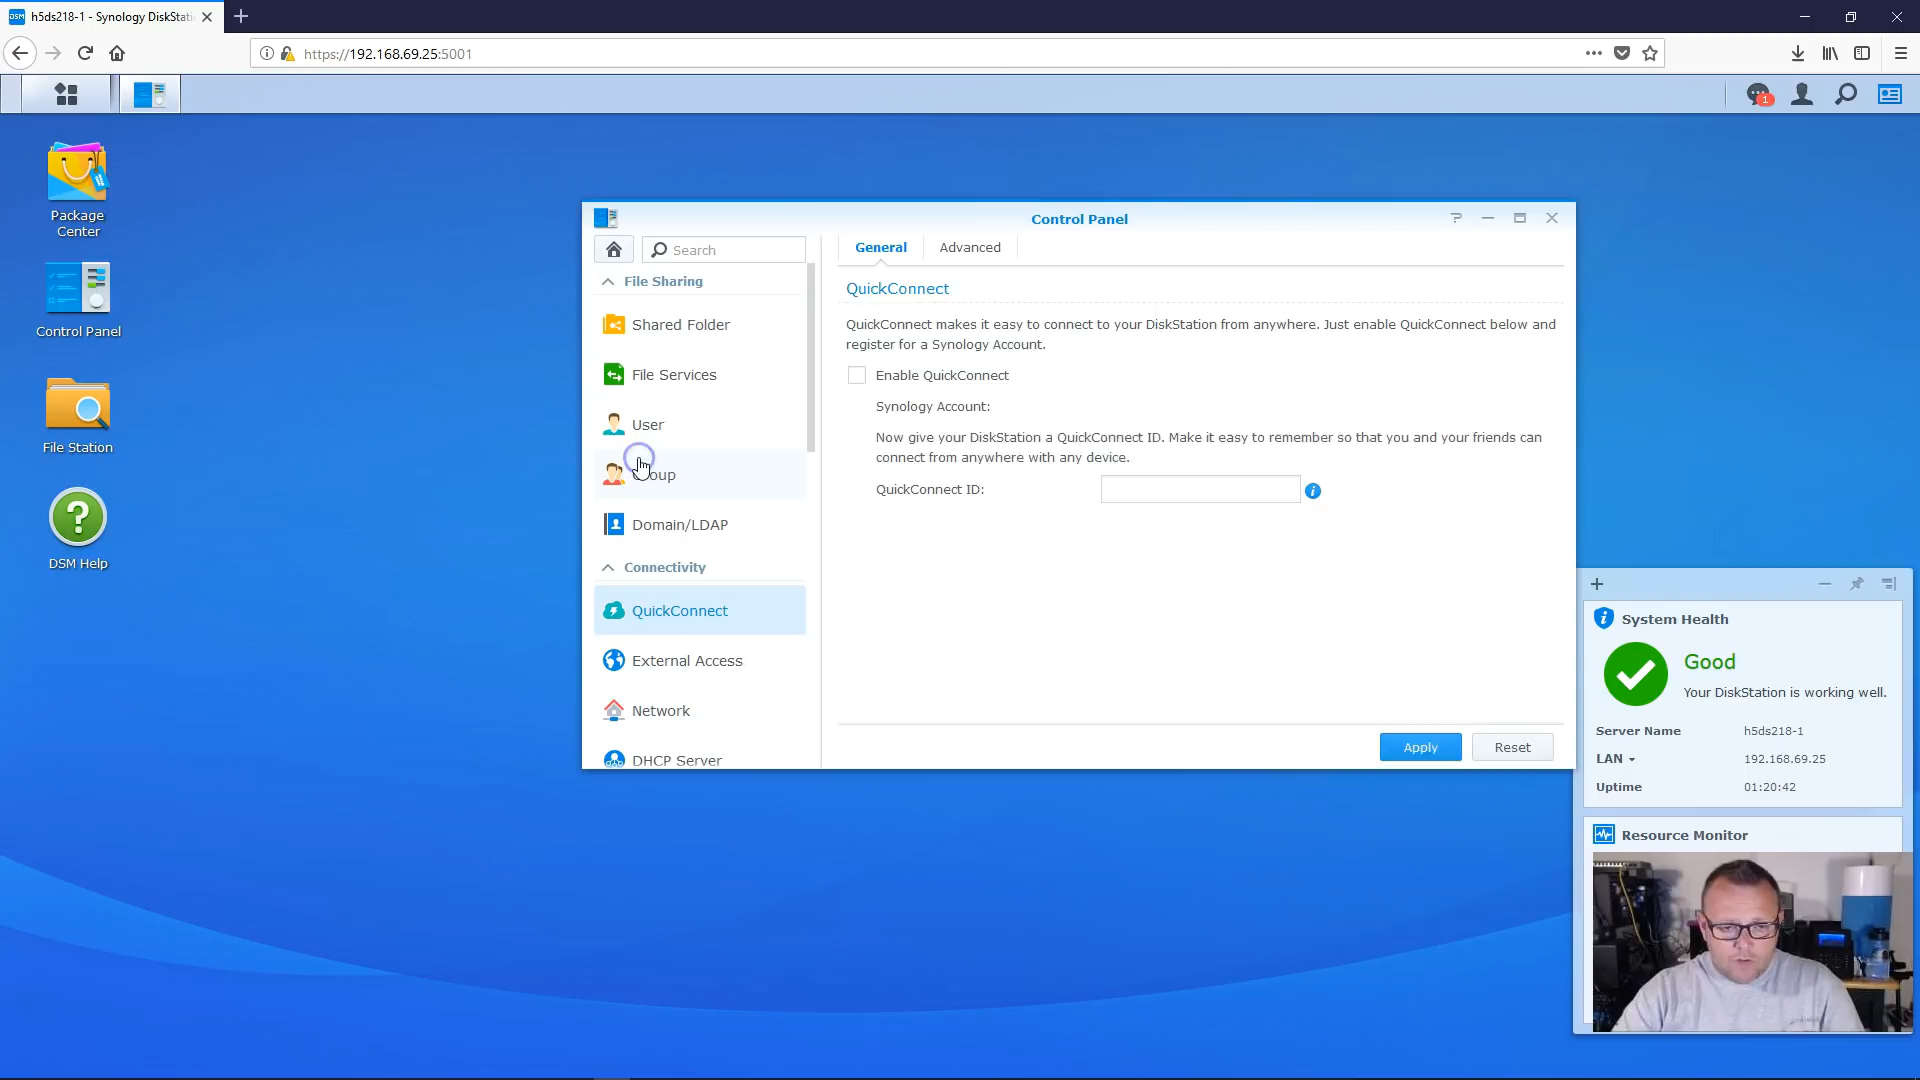 h5ds218-1 - Synology DiskStati
https://192.168.69.25:5001
1
Package
Center
Control Panel
File Station
DSM Help
Control Panel
Search
File Sharing
Shared Folder
File Services
User
Group
Domain/LDAP
Connectivity
QuickConnect
External Access
Network
DHCP Server
General
Advanced
QuickConnect
QuickConnect makes it easy to connect to your DiskStation from anywhere. Just enable QuickConnect below and
register for a Synology Account.
Enable QuickConnect
Synology Account:
Now give your DiskStation a QuickConnect ID. Make it easy to remember so that you and your friends can
connect from anywhere with any device.
QuickConnect ID:
Apply
Reset
System Health
Good
Your DiskStation is working well.
Server Name h5ds218-1
LAN 192.168.69.25
Uptime 01:20:42
Resource Monitor